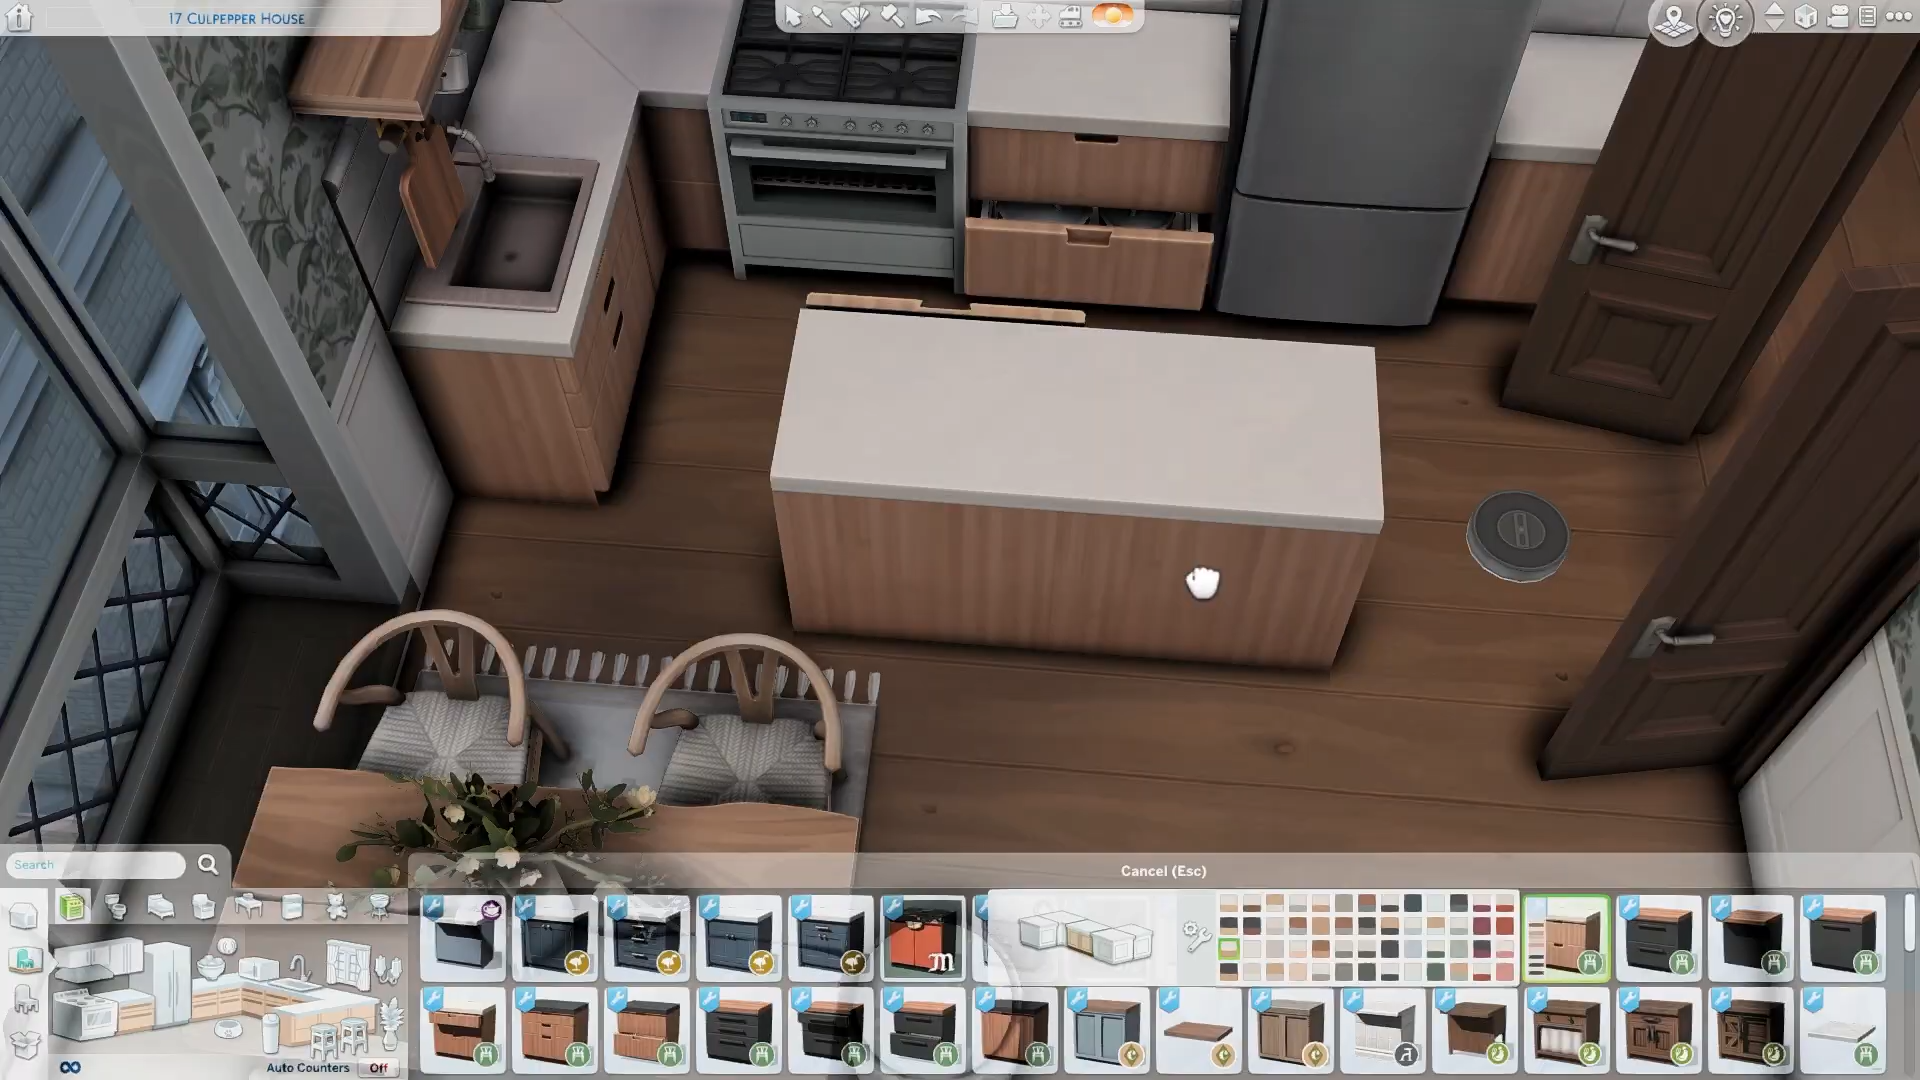 17 CULPEPPER HOUSE
Search
Cancel (Esc)
m
Auto Counters Off